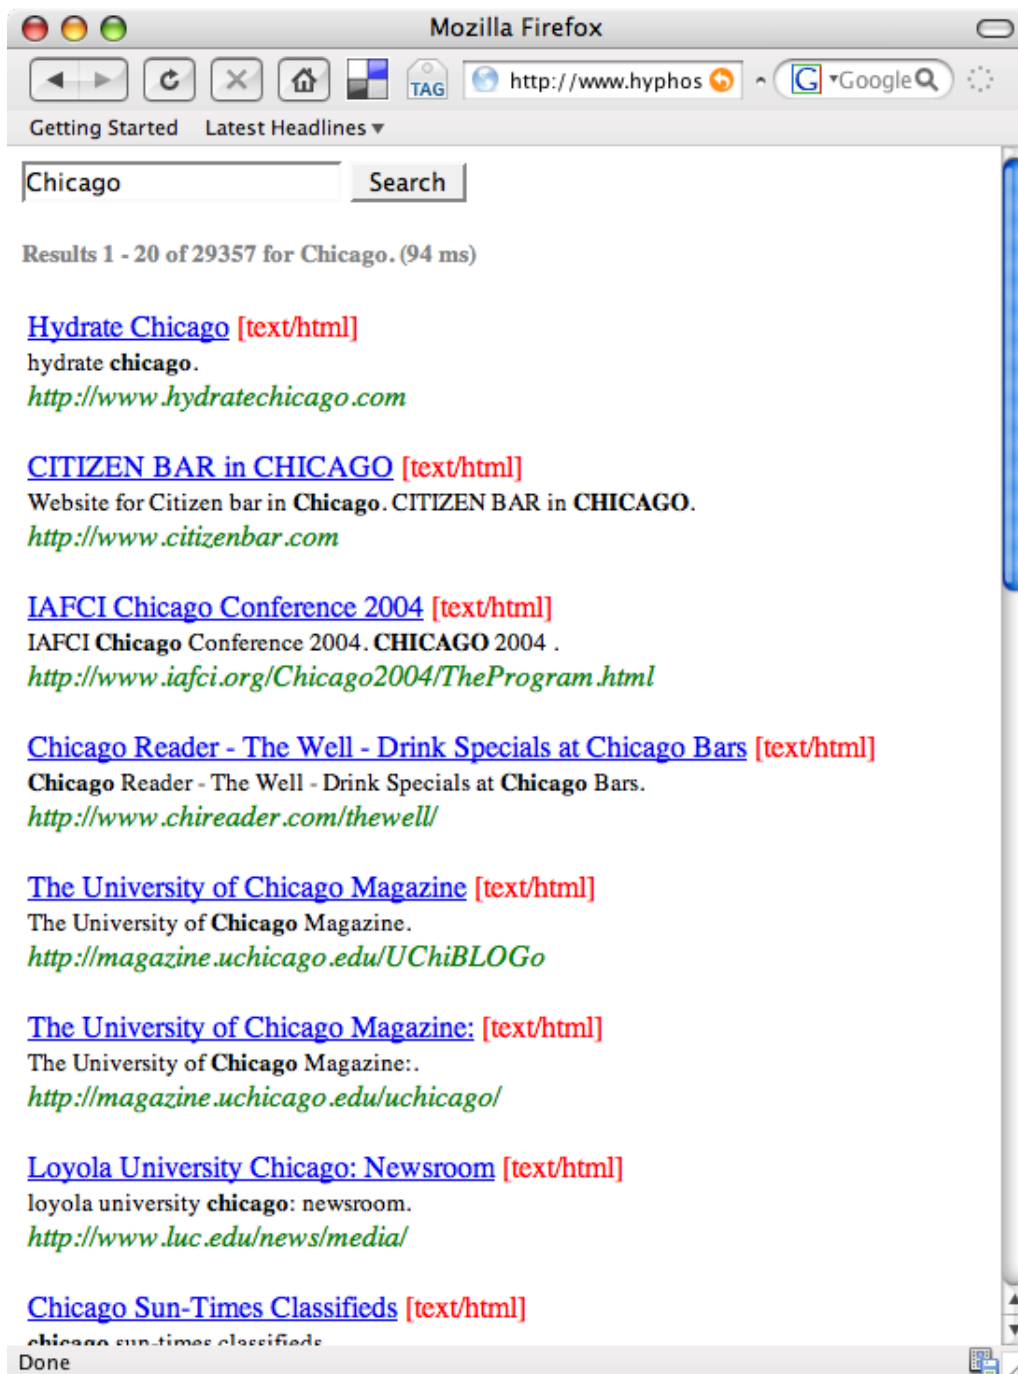 Mozilla Firefox
TAG http://www.hyphos G Google
Getting Started Latest Headlines
Chicago Search
Results 1 - 20 of 29357 for Chicago. (94 ms)
Hydrate Chicago [text/html]
hydrate chicago.
http://www.hydratechicago.com
CITIZEN BAR in CHICAGO [text/html]
Website for Citizen bar in Chicago. CITIZEN BAR in CHICAGO.
http://www.citizenbar.com
IAFCI Chicago Conference 2004 [text/html]
IAFCI Chicago Conference 2004. CHICAGO 2004 .
http://www.iafci.org/Chicago2004/TheProgram.html
Chicago Reader - The Well - Drink Specials at Chicago Bars [text/html]
Chicago Reader - The Well - Drink Specials at Chicago Bars.
http://www.chireader.com/thewell/
The University of Chicago Magazine [text/html]
The University of Chicago Magazine.
http://magazine.uchicago.edu/UChiBLOGo
The University of Chicago Magazine: [text/html]
The University of Chicago Magazine:.
http://magazine.uchicago.edu/uchicago/
Loyola University Chicago: Newsroom [text/html]
loyola university chicago: newsroom.
http://www.luc.edu/news/media/
Chicago Sun-Times Classifieds [text/html]
chicago sun-times classifieds
Done